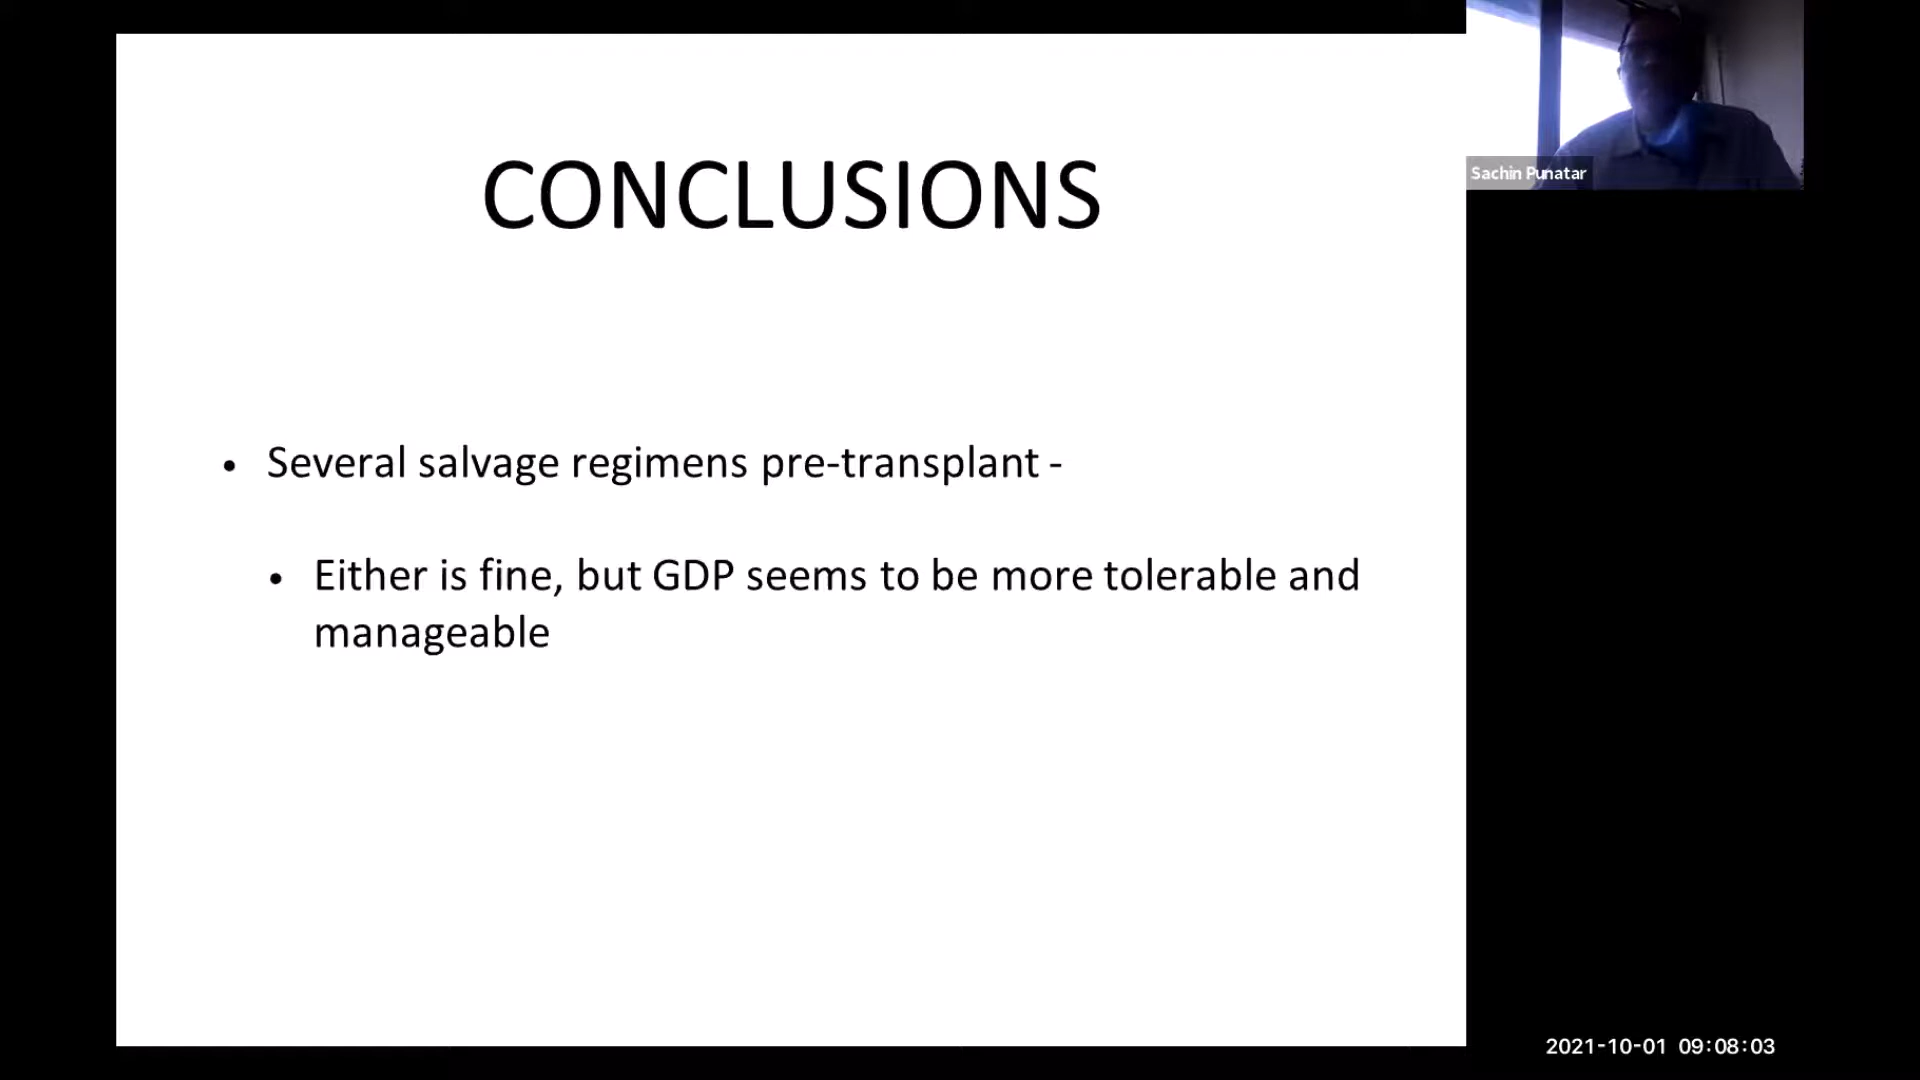 CONCLUSIONS
• Several salvage regimens pre-transplant -
• Either is fine, but GDP seems to be more tolerable and
manageable
Sachin Punatar
2021-10-01 09:08:03